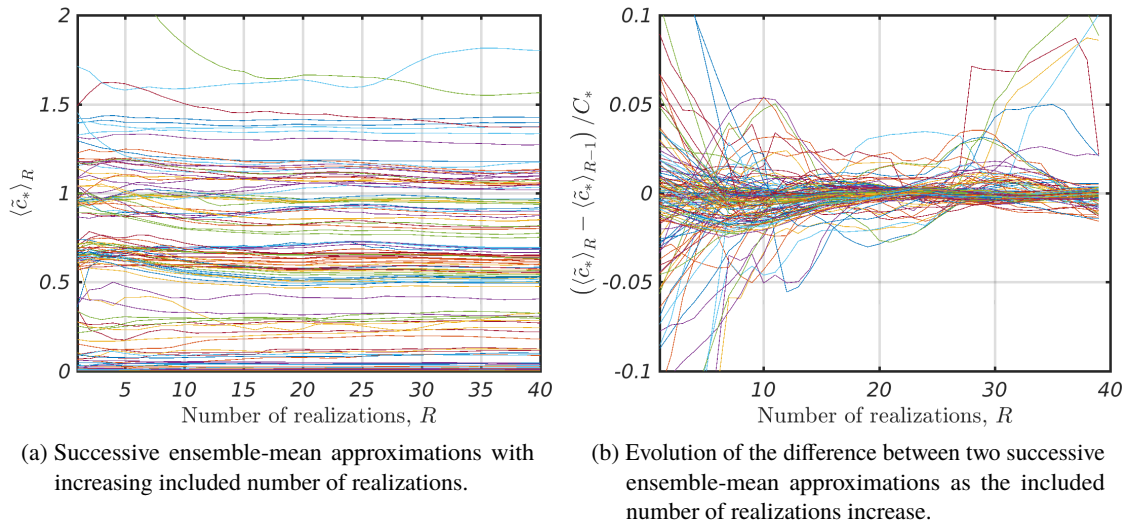 2
1.5
1
0.5
0
5
10
15
20
25
30
35
40
⟨c̃*⟩R
Number of realizations, R
0.1
0.05
0
-0.05
-0.1
10
20
30
40
(⟨c̃*⟩R − ⟨c̃*⟩R−1) /C*
Number of realizations, R
(a) Successive ensemble-mean approximations with
increasing included number of realizations.
(b) Evolution of the difference between two successive
ensemble-mean approximations as the included
number of realizations increase.